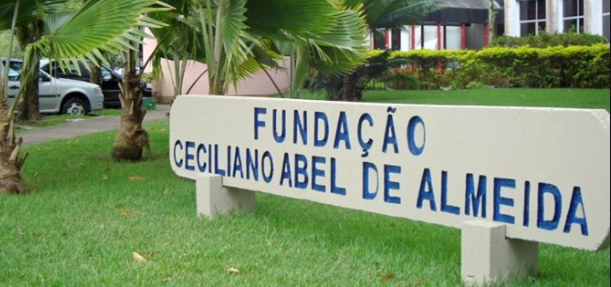 FUNDAÇÃO
CECILIANO ABEL DE ALMEIDA